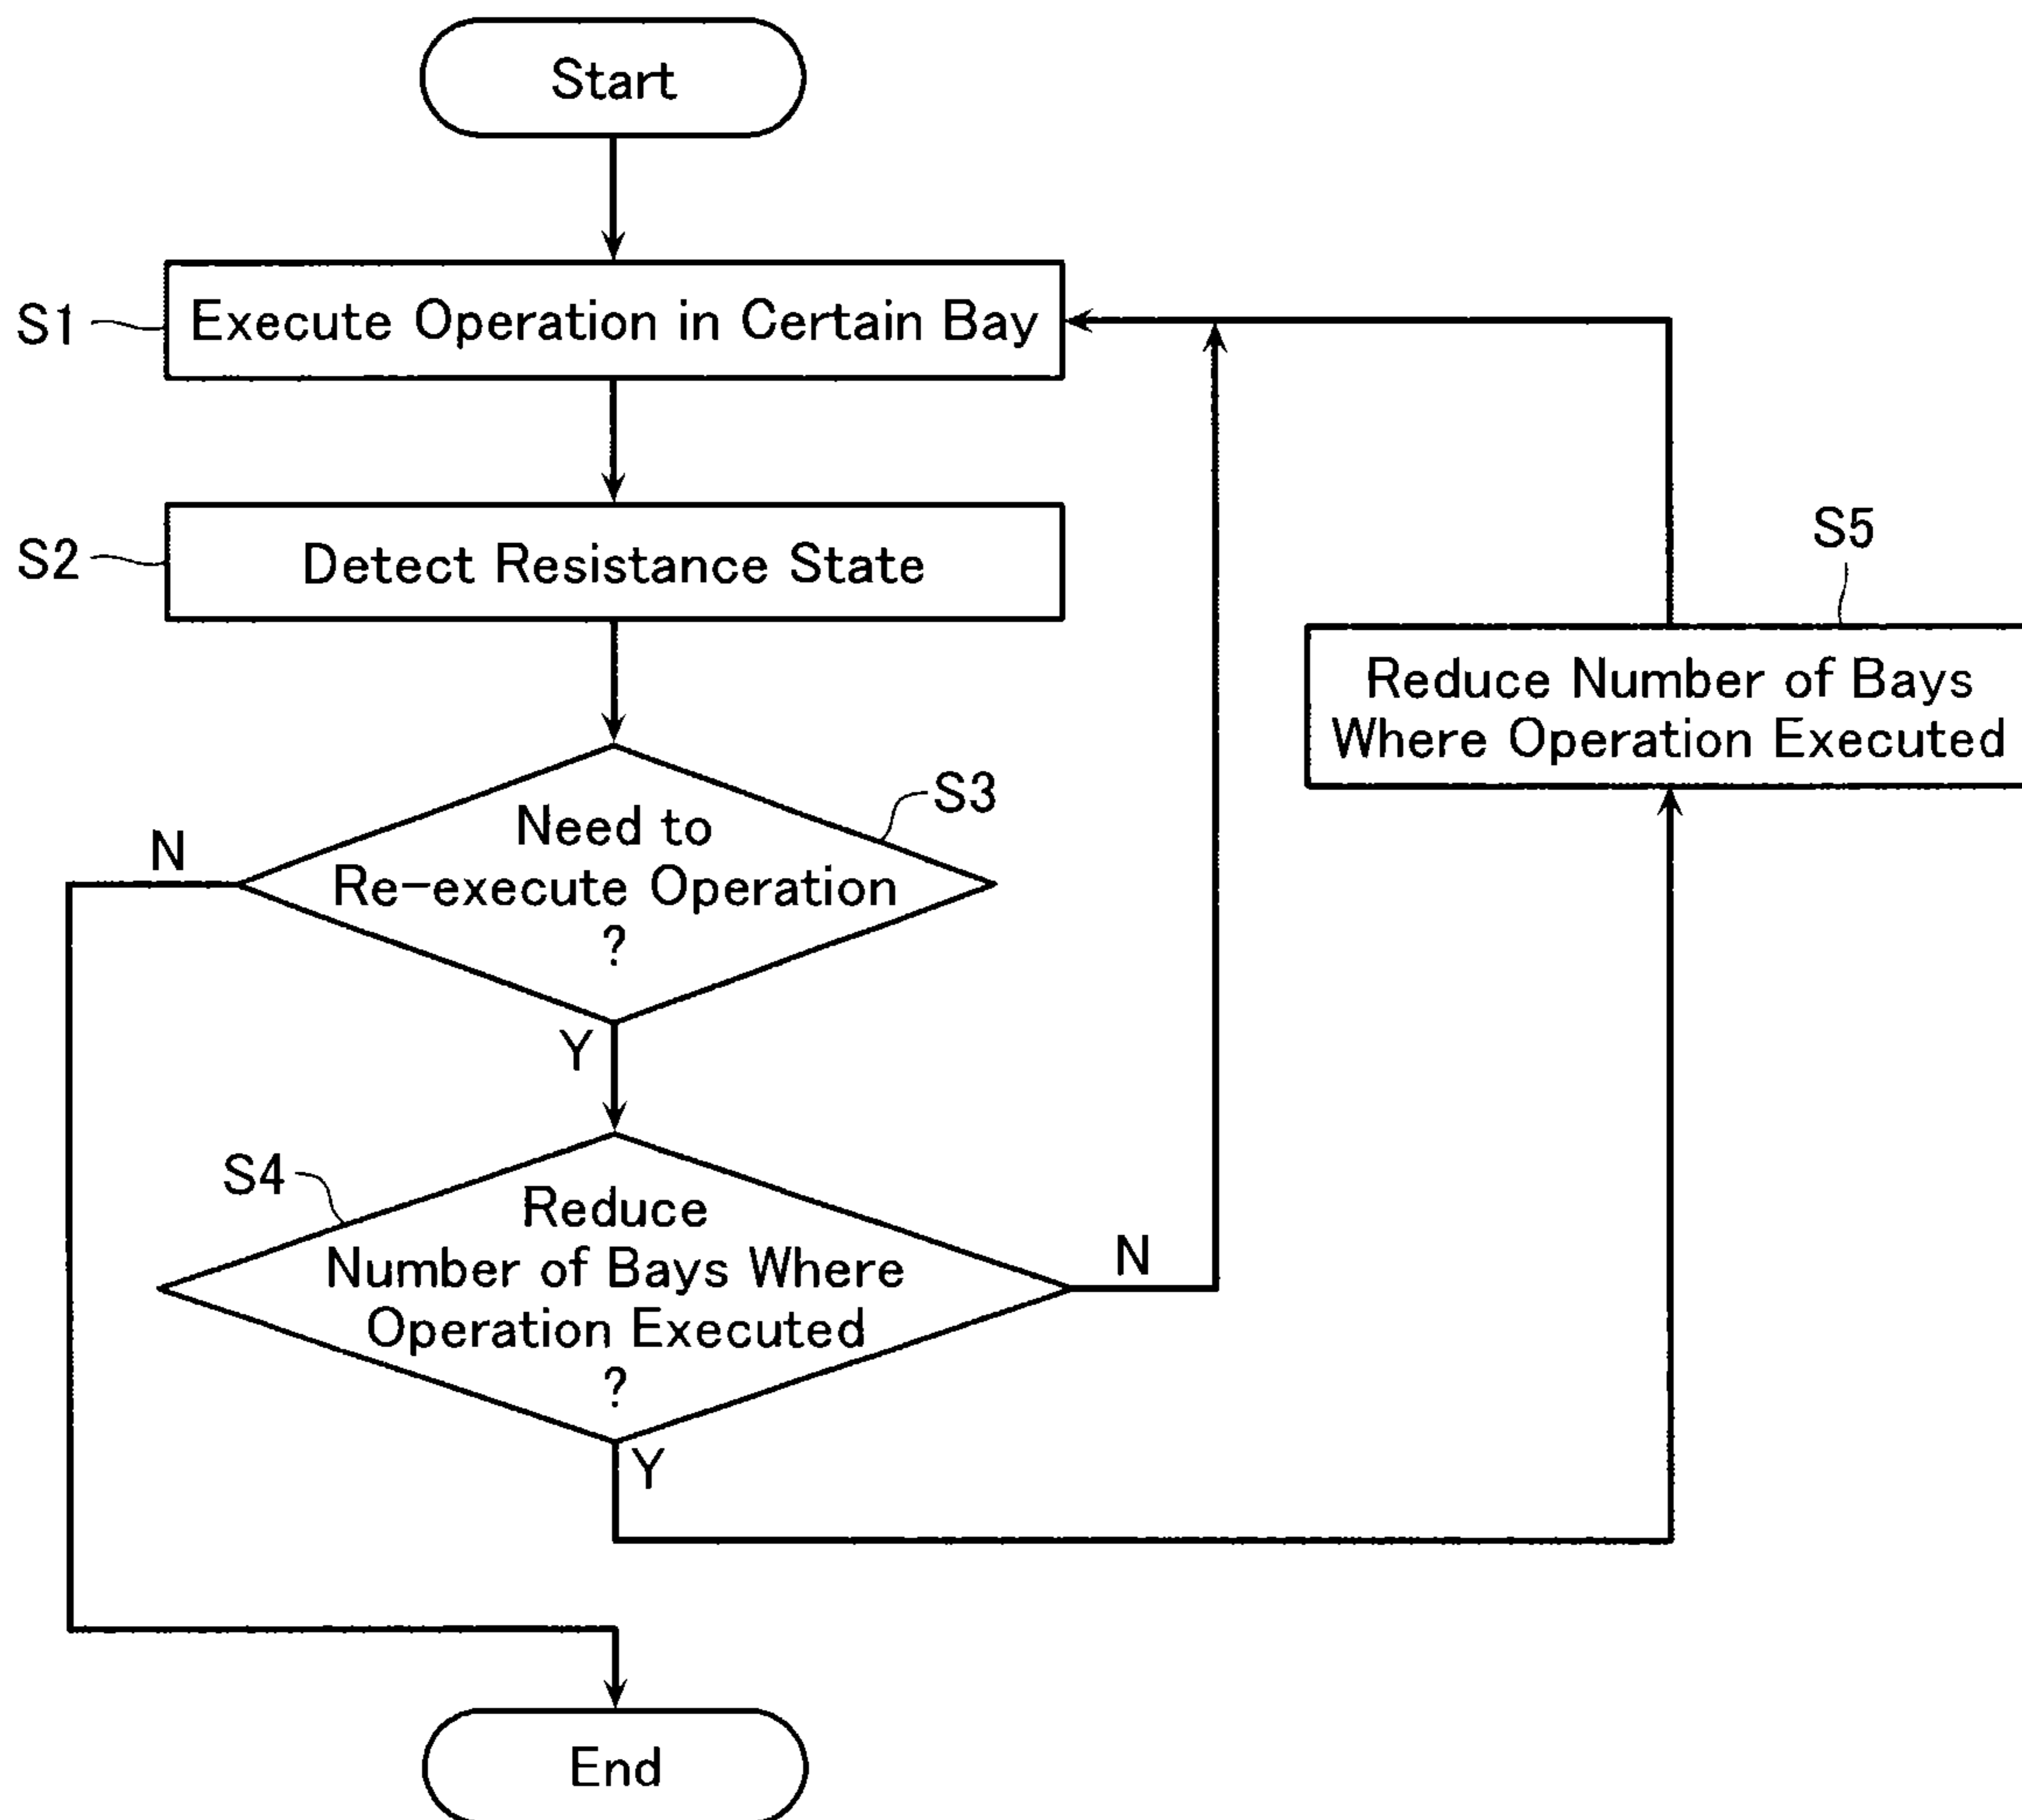 Start
S1
Execute Operation in Certain Bay
S2
Detect Resistance State
S5
Reduce Number of Bays
Where Operation Executed
S3
Need to
Re-execute Operation
?
N
Y
S4
Reduce
Number of Bays Where
Operation Executed
?
N
Y
End